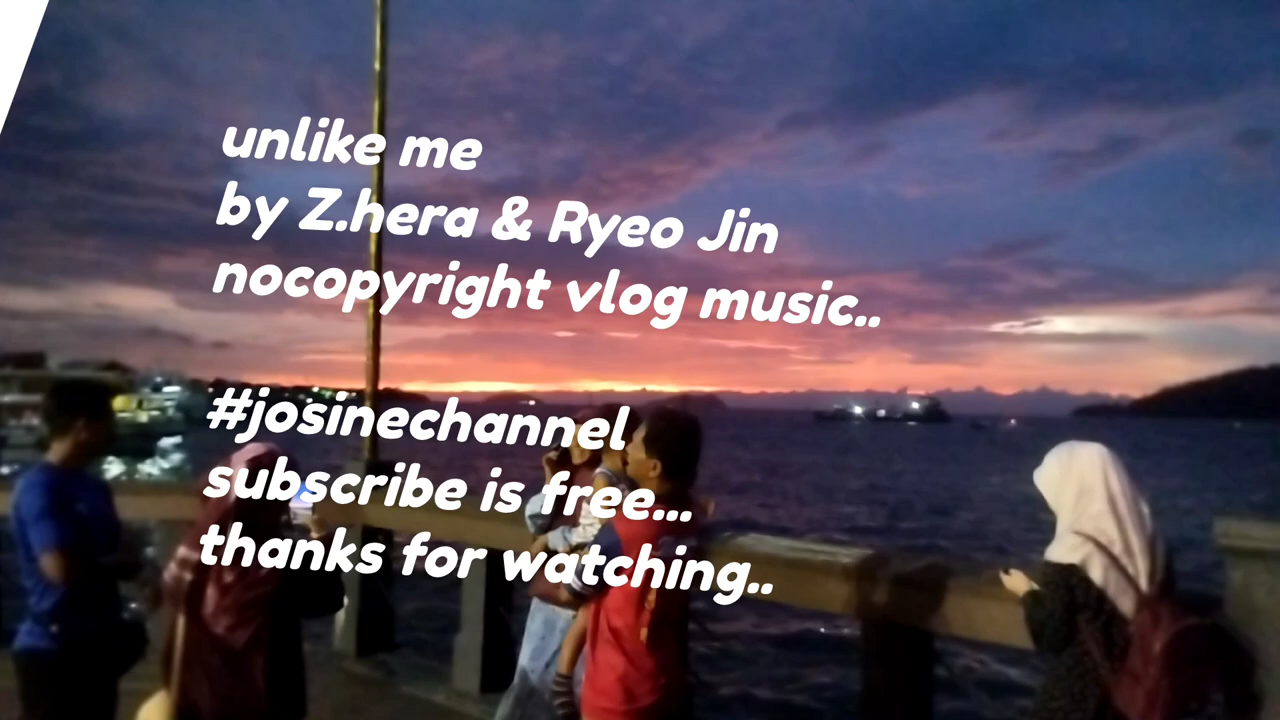 unlike me
by Z.hera & Ryeo Jin
nocopyright vlog music..
#josinechannel
subscribe is free...
thanks for watching..